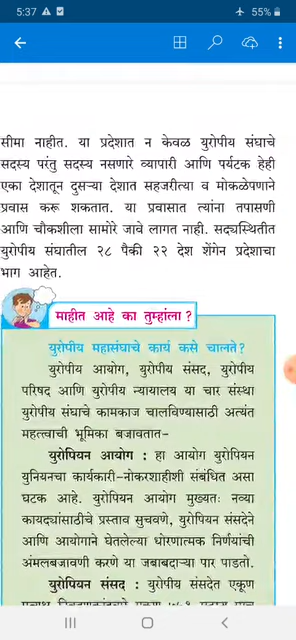 5:37
55%
सीमा नाहीत. या प्रदेशात न केवळ युरोपीय संघाचे
सदस्य परंतु सदस्य नसणारे व्यापारी आणि पर्यटक हेही
एका देशातून दुसऱ्या देशात सहजरीत्या व मोकळेपणाने
प्रवास करू शकतात. या प्रवासात त्यांना तपासणी
आणि चौकशीला सामोरे जावे लागत नाही. सद्यःस्थितीत
युरोपीय संघातील २८ पैकी २२ देश शेंगेन प्रदेशाचा
भाग आहेत.
माहीत आहे का तुम्हांला ?
युरोपीय महासंघाचे कार्य कसे चालते?
युरोपीय आयोग, युरोपीय संसद, युरोपीय
परिषद आणि युरोपीय न्यायालय या चार संस्था
युरोपीय संघाचे कामकाज चालविण्यासाठी अत्यंत
महत्त्वाची भूमिका बजावतात–
युरोपियन आयोग : हा आयोग युरोपियन
युनियनचा कार्यकारी-नोकरशाहीशी संबंधित असा
घटक आहे. युरोपियन आयोग मुख्यतः नव्या
कायद्यांसाठीचे प्रस्ताव सुचवणे, युरोपियन संसदेने
आणि आयोगाने घेतलेल्या धोरणात्मक निर्णयांची
अंमलबजावणी करणे या जबाबदाऱ्या पार पाडतो.
युरोपियन संसद : युरोपीय संसदेत एकूण